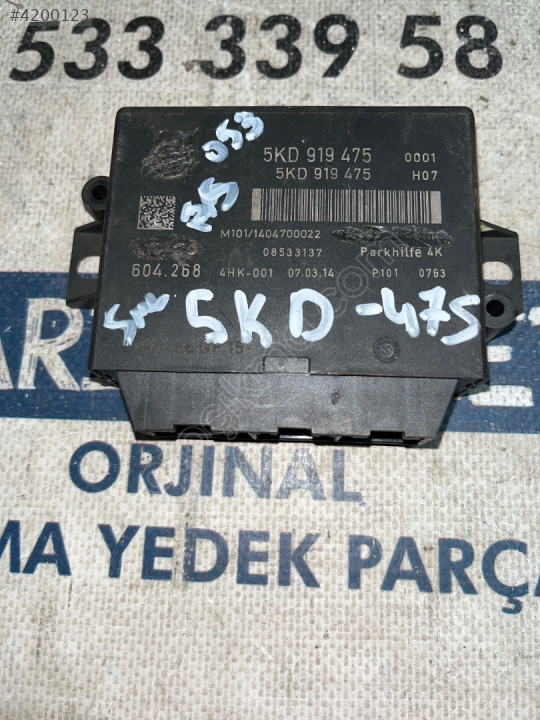 #4200123
533 339 58
053
5KD 919 475 0001
5KD 919 475 H07
M101/1404700022
08533137 Parkhilfe 4K
604.268 4HK-001 07.03.14 P101 0763
5KD -475
ORJINAL
MA YEDEK PARÇA